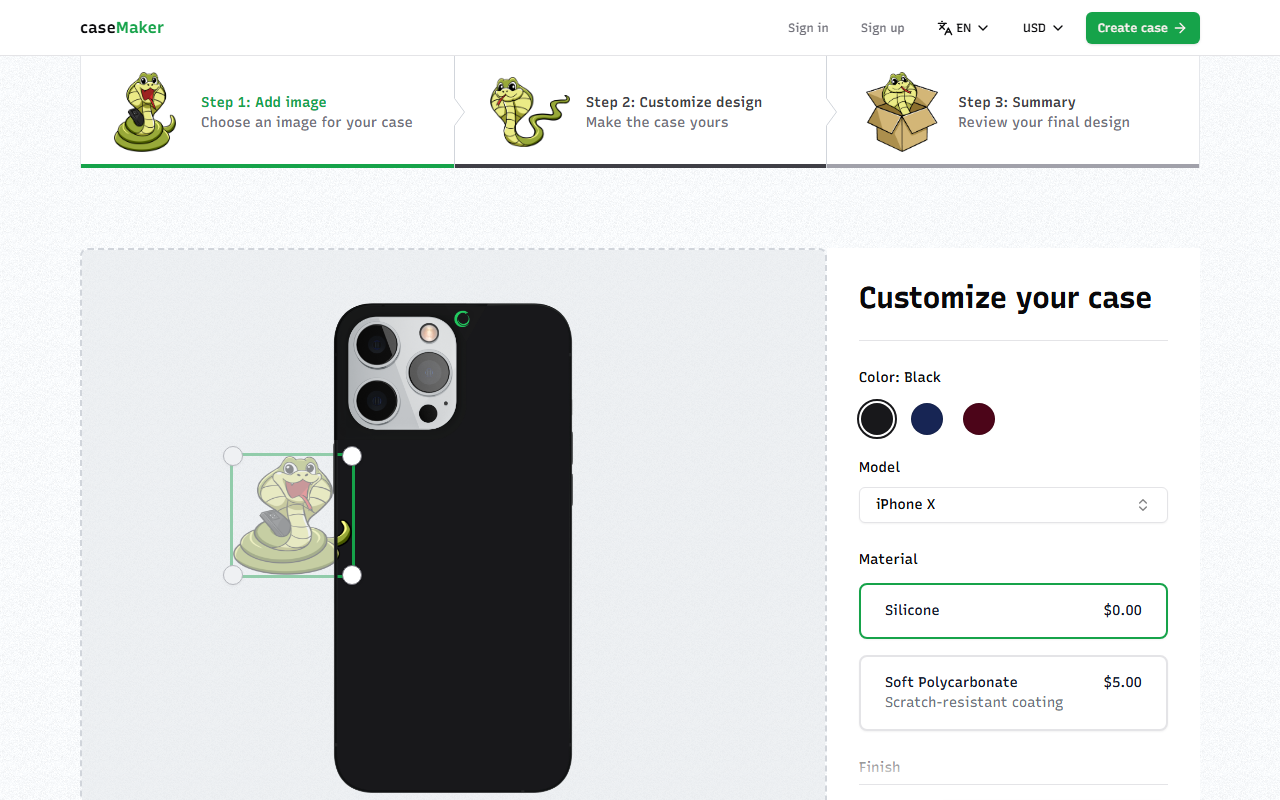 caseMaker
Sign in
Sign up
EN
USD
Create case
Step 1: Add image
Choose an image for your case
Step 2: Customize design
Make the case yours
Step 3: Summary
Review your final design
Customize your case
Color: Black
Model
iPhone X
Material
Silicone $0.00
Soft Polycarbonate $5.00
Scratch-resistant coating
Finish